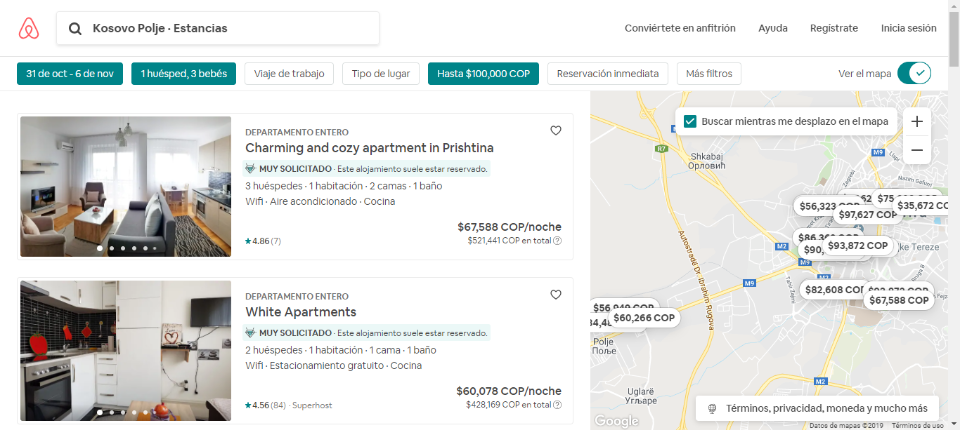 Kosovo Polje · Estancias
Conviértete en anfitrión
Ayuda
Regístrate
Inicia sesión
31 de oct - 6 de nov
1 huésped, 3 bebés
Viaje de trabajo
Tipo de lugar
Hasta $100,000 COP
Reservación inmediata
Más filtros
Ver el mapa
DEPARTAMENTO ENTERO
Charming and cozy apartment in Prishtina
MUY SOLICITADO · Este alojamiento suele estar reservado.
3 huéspedes · 1 habitación · 2 camas · 1 baño
Wifi · Aire acondicionado · Cocina
$67,588 COP/noche
4.86 (7)
$521,441 COP en total
DEPARTAMENTO ENTERO
White Apartments
MUY SOLICITADO · Este alojamiento suele estar reservado.
2 huéspedes · 1 habitación · 1 cama · 1 baño
Wifi · Estacionamiento gratuito · Cocina
$60,078 COP/noche
4.56 (84) · Superhost
$428,169 COP en total
Buscar mientras me desplazo en el mapa
R7
Shkabaj
Орловић
M9
$56,323 COP
$97,627 COP
$35,672 CO
$93,872 COP
M2
M9
M9
$82,608 COP
$67,588 COP
$60,266 COP
Autostradë Dr Ibrahim Rugova
Polje
Поље
Uglarë
Угљаре
M2
Google
Términos, privacidad, moneda y mucho más
Datos de mapas ©2019
Términos de uso